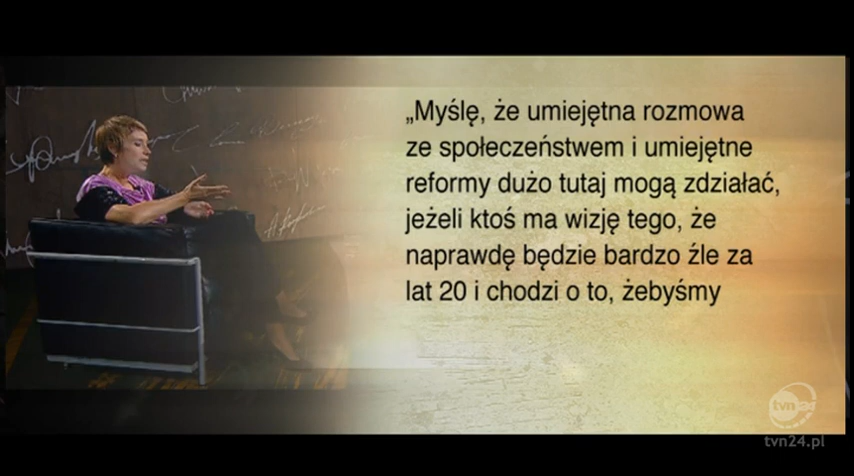 „Myślę, że umiejętna rozmowa
ze społeczeństwem i umiejętne
reformy dużo tutaj mogą zdziałać,
jeżeli ktoś ma wizję tego, że
naprawdę będzie bardzo źle za
lat 20 i chodzi o to, żebyśmy
tvn24
tvn24.pl